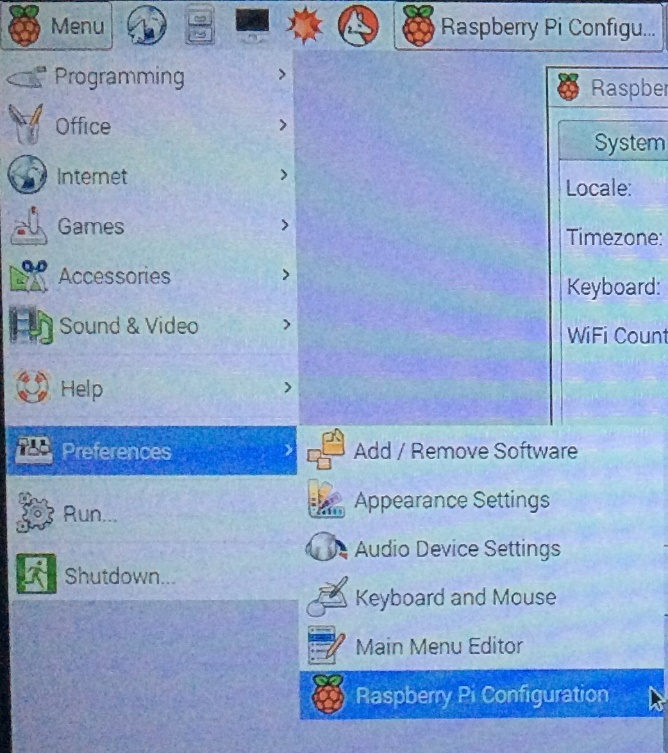 Menu
Raspberry Pi Configu...
Programming
Office
Internet
Games
Accessories
Sound & Video
Help
Preferences
Run...
Shutdown...
Add / Remove Software
Appearance Settings
Audio Device Settings
Keyboard and Mouse
Main Menu Editor
Raspberry Pi Configuration
Raspber
System
Locale:
Timezone:
Keyboard:
WiFi Count